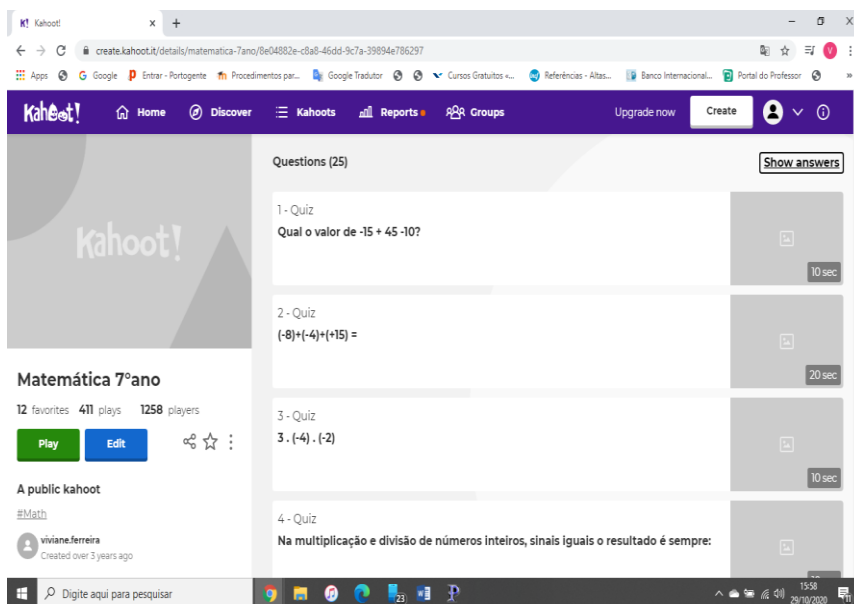 K! Kahoot!
create.kahoot.it/details/matematica-7ano/8e04882e-c8a8-46dd-9c7a-39894e786297
Apps Google Entrar - Portogente Procedimentos par... Google Tradutor Cursos Gratuitos «... Referências - Altas... Banco Internacional... Portal do Professor »
Kahoot! Home Discover Kahoots Reports Groups Upgrade now Create
Questions (25) Show answers
1 - Quiz
Qual o valor de -15 + 45 -10?
10 sec
2 - Quiz
(-8)+(-4)+(+15) =
20 sec
3 - Quiz
3 . (-4) . (-2)
10 sec
4 - Quiz
Na multiplicação e divisão de números inteiros, sinais iguais o resultado é sempre:
Kahoot!
Matemática 7°ano
12 favorites 411 plays 1258 players
Play Edit
A public kahoot
#Math
viviane.ferreira
Created over 3 years ago
Digite aqui para pesquisar
23
15:58
29/10/2020